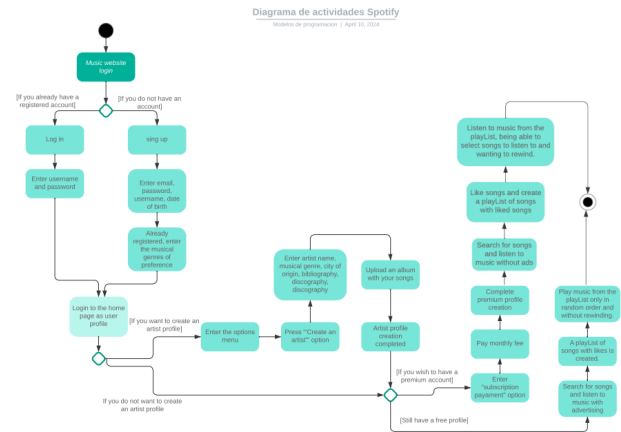 Diagrama de actividades Spotify
Modelos de programacion | April 10, 2024
Music website
login
[If you already have a
registered account]
[If you do not have an
account]
Log in
sing up
Enter username
and password
Enter email,
password,
username, date
of birth
Already
registered, enter
the musical
genres of
preference
Login to the home
page as user
profile
[If you want to create an
artist profile]
If you do not want to create
an artist profile
Enter the options
menu
Press "'Create an
artist'" option
Enter artist name,
musical genre, city of
origin, bibliography,
discography,
discography
Upload an album
with your songs
Artist profile
creation
completed
[If you wish to have a
premium account]
[Still have a free profile]
Enter
"subscription
payament" option
Pay monthly fee
Complete
premium profile
creation
Search for songs
and listen to
music without ads
Like songs and create
a playList of songs
with liked songs
Listen to music from the
playList, being able to
select songs to listen to and
wanting to rewind.
Play music from the
playList only in
random order and
without rewinding.
A playList of
songs with likes is
created.
Search for songs
and listen to
music with
advertising